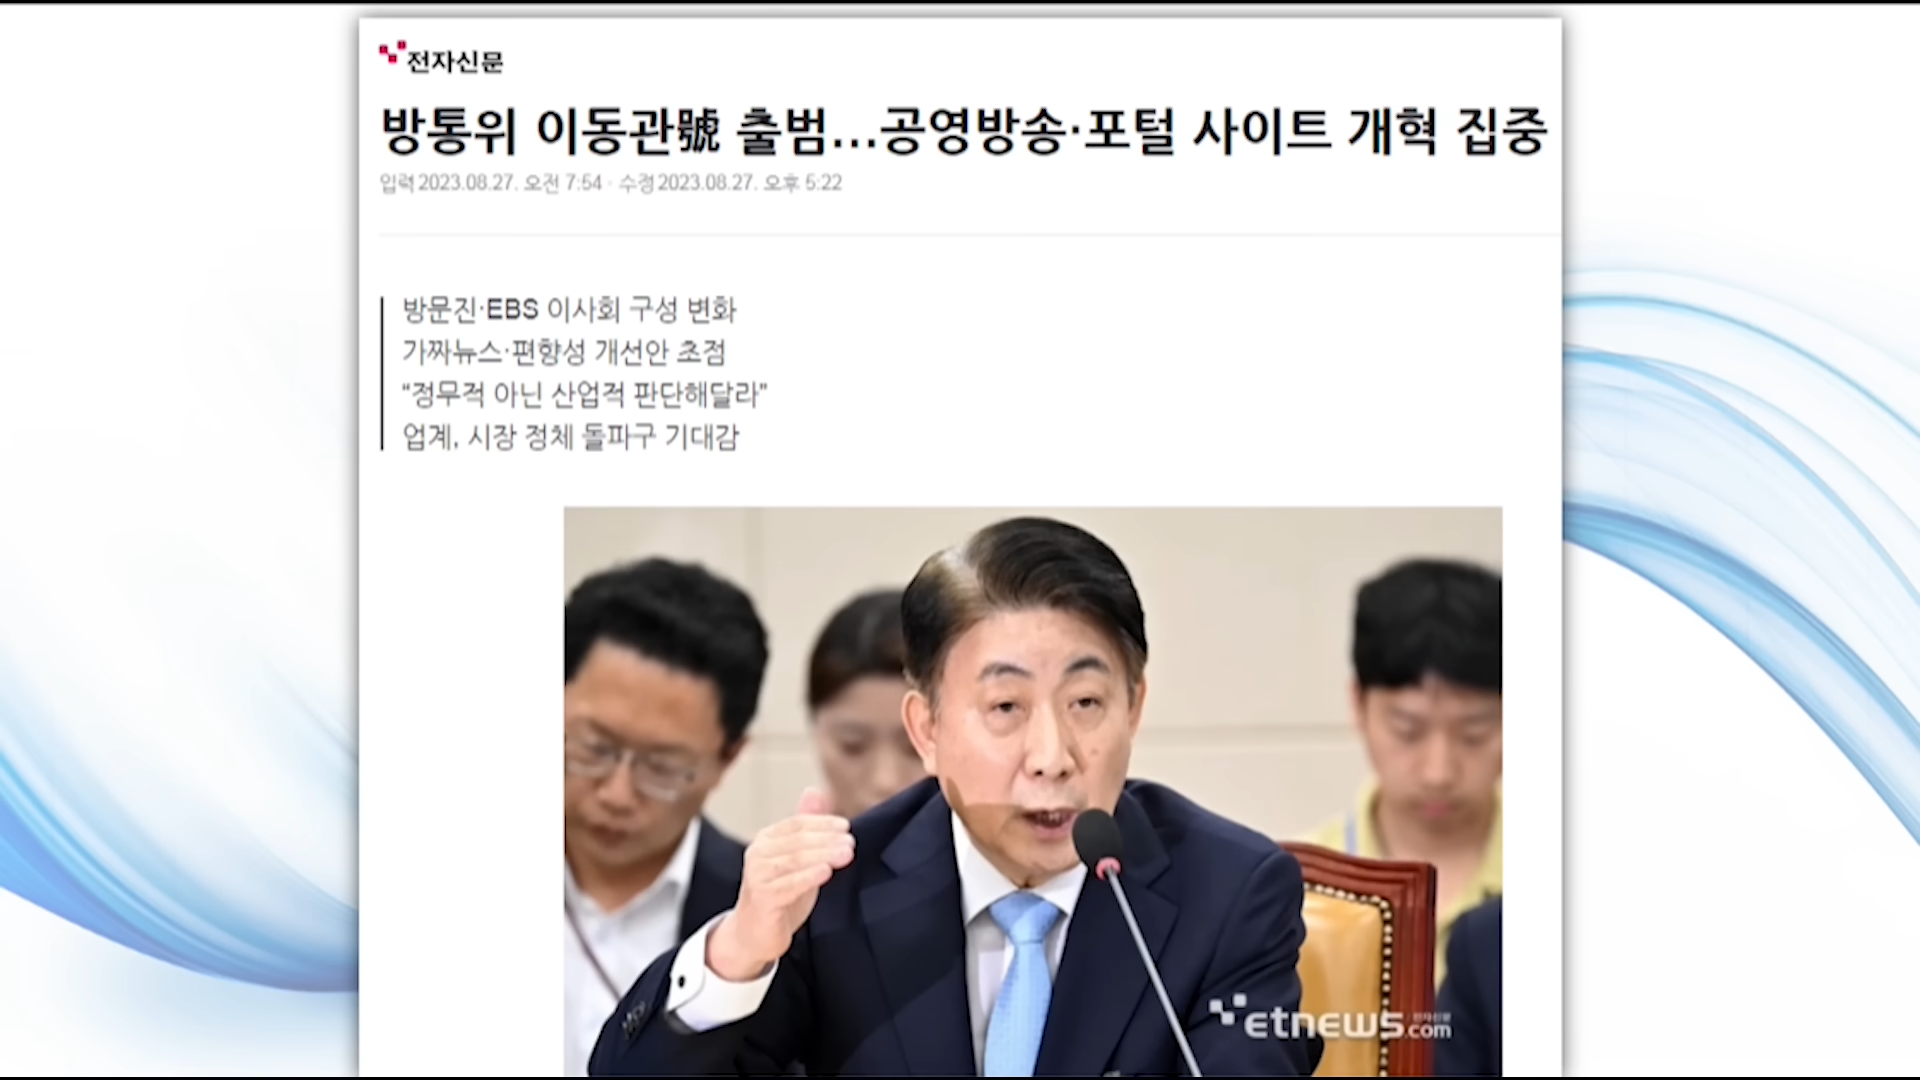 전자신문
방통위 이동관號 출범...공영방송·포털 사이트 개혁 집중
입력 2023.08.27. 오전 7:54 · 수정 2023.08.27. 오후 5:22
방문진·EBS 이사회 구성 변화
가짜뉴스·편향성 개선안 초점
“정무적 아닌 산업적 판단해달라”
업계, 시장 정체 돌파구 기대감
etnews.com 전자신문